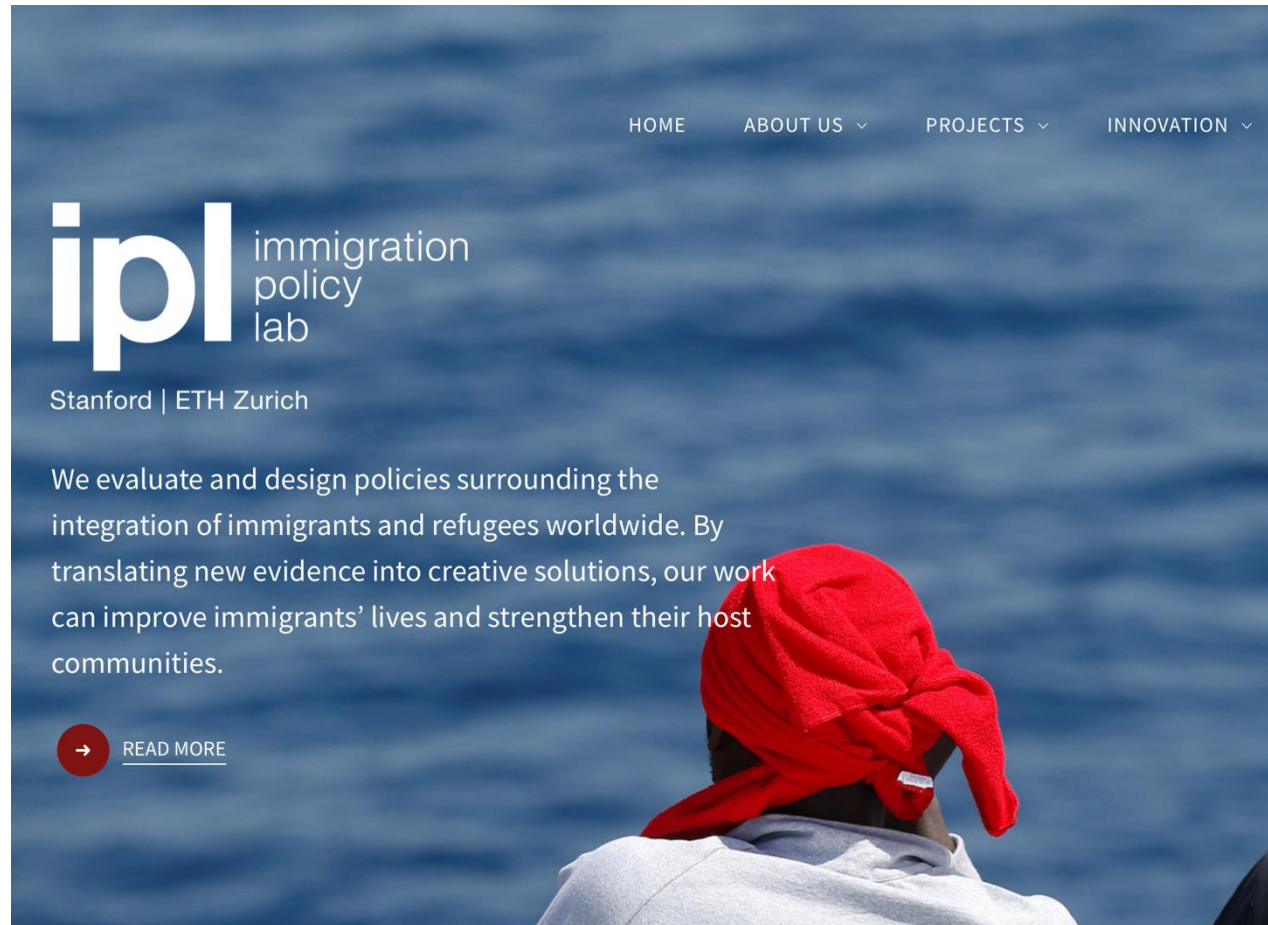 HOME ABOUT US PROJECTS INNOVATION
ipl immigration
policy
lab
Stanford | ETH Zurich
We evaluate and design policies surrounding the
integration of immigrants and refugees worldwide. By
translating new evidence into creative solutions, our work
can improve immigrants’ lives and strengthen their host
communities.
READ MORE